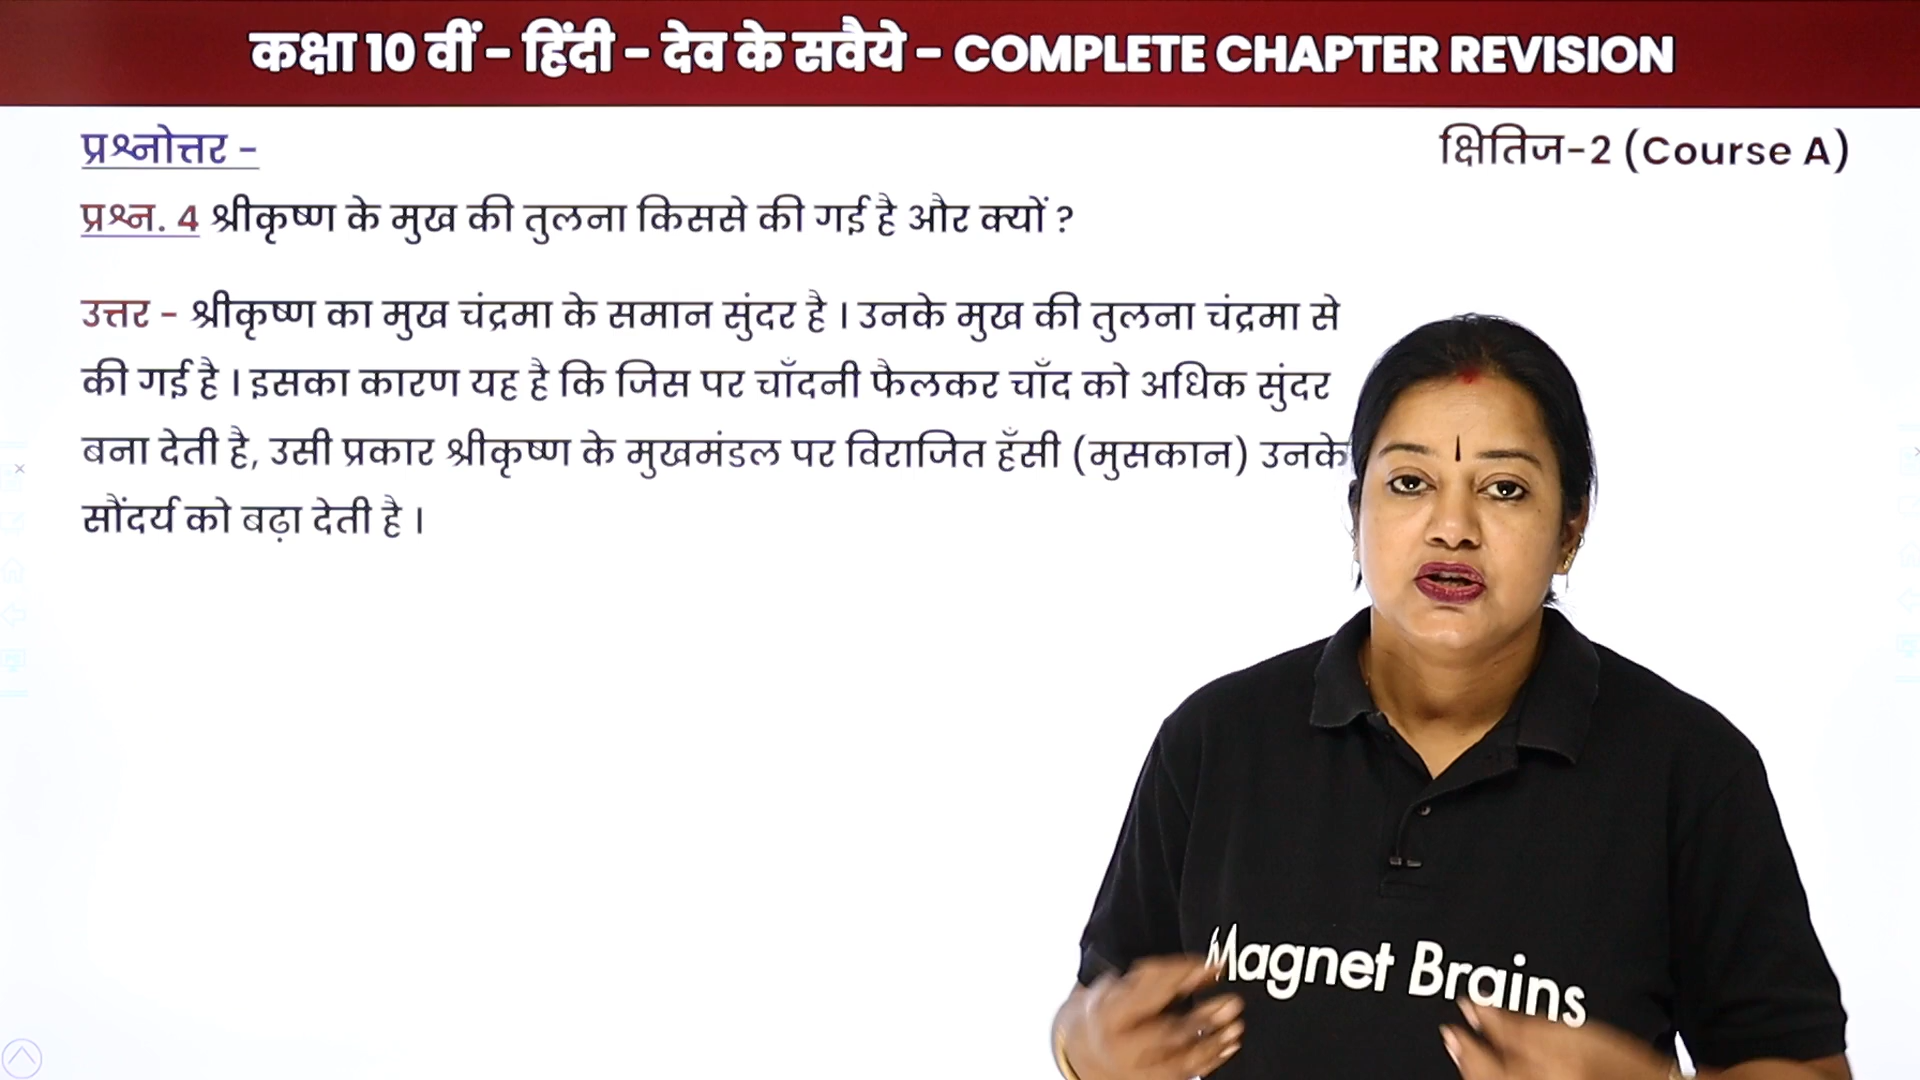 कक्षा 10 वीं - हिंदी - देव के सवैये - COMPLETE CHAPTER REVISION
प्रश्नोत्तर -
क्षितिज-2 (Course A)
प्रश्न. 4 श्रीकृष्ण के मुख की तुलना किससे की गई है और क्यों ?
उत्तर - श्रीकृष्ण का मुख चंद्रमा के समान सुंदर है । उनके मुख की तुलना चंद्रमा से
की गई है । इसका कारण यह है कि जिस पर चाँदनी फैलकर चाँद को अधिक सुंदर
बना देती है, उसी प्रकार श्रीकृष्ण के मुखमंडल पर विराजित हँसी (मुसकान) उनके
सौंदर्य को बढ़ा देती है ।
Magnet Brains